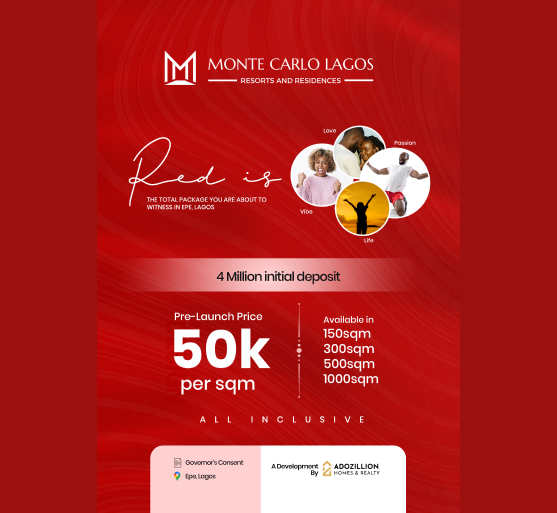 MONTE CARLO LAGOS
RESORTS AND RESIDENCES
Love
Passion
Red is
THE TOTAL PACKAGE YOU ARE ABOUT TO
WITNESS IN EPE, LAGOS
Vibe
Life
4 Million initial deposit
Pre-Launch Price
50k
per sqm
Available in
150sqm
300sqm
500sqm
1000sqm
ALL INCLUSIVE
Governor's Consent
Epe, Lagos
A Development
By
ADOZILLION
HOMES & REALTY